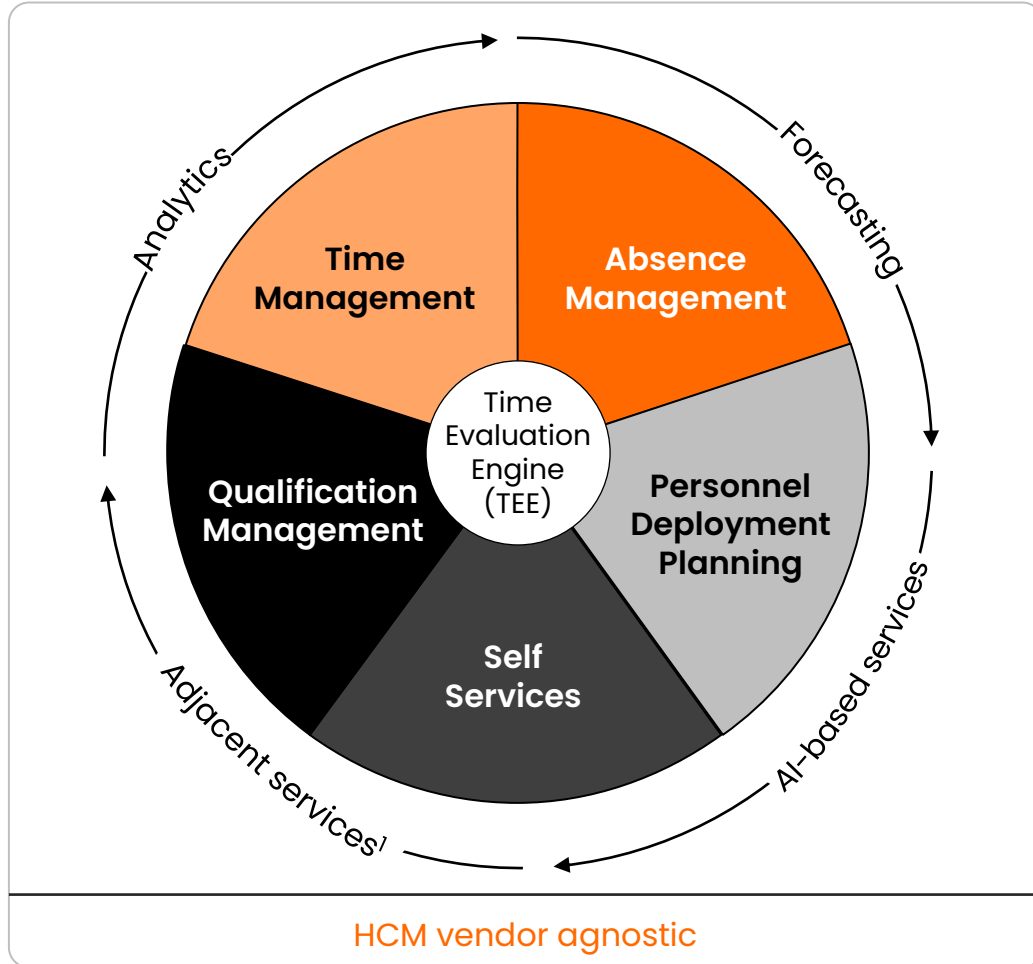 Analytics
Forecasting
Time
Management
Absence
Management
Time
Evaluation
Engine
(TEE)
Qualification
Management
Personnel
Deployment
Planning
Self
Services
Adjacent services¹
AI-based services
HCM vendor agnostic